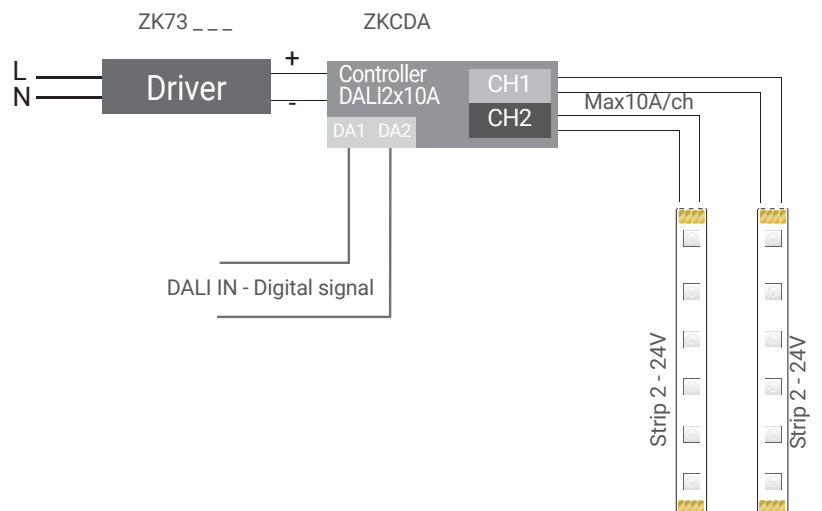 ZK73 _ _ _
ZKCDA
L
N
Driver
+
-
Controller
DALI2x10A
CH1
CH2
DA1 DA2
Max10A/ch
DALI IN - Digital signal
Strip 2 - 24V
Strip 2 - 24V